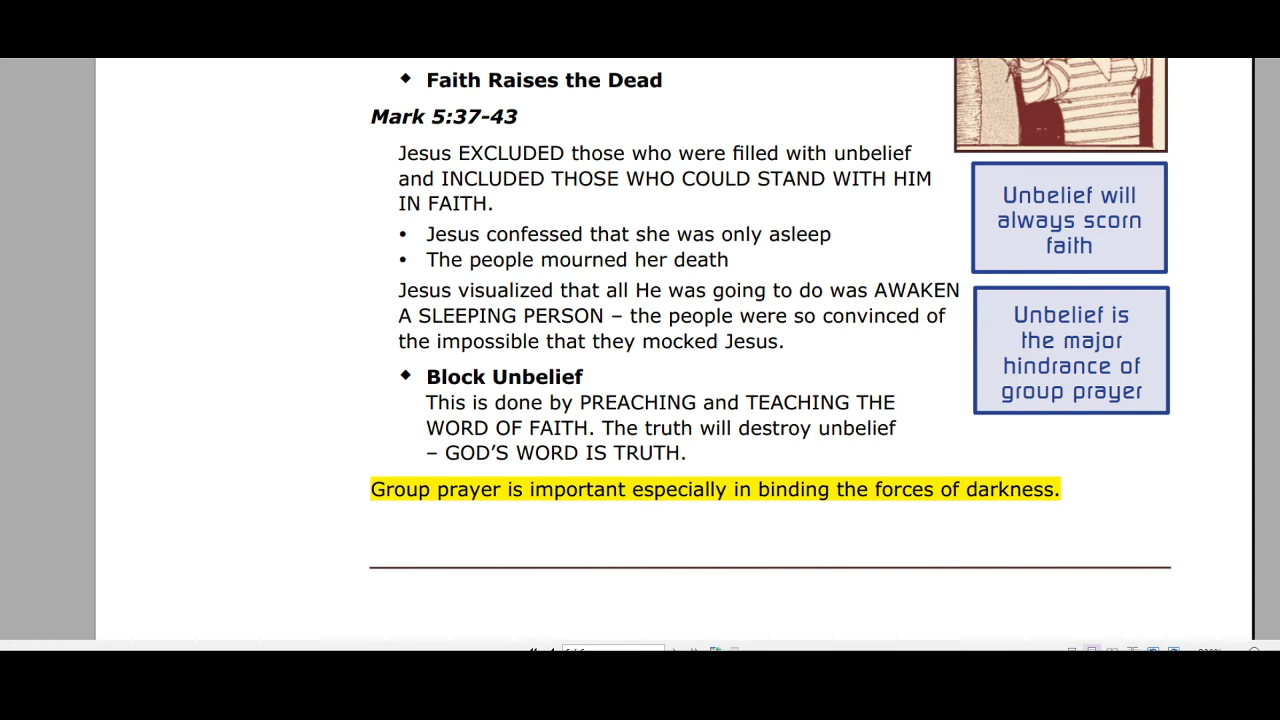 ◆ Faith Raises the Dead
Mark 5:37-43
Jesus EXCLUDED those who were filled with unbelief
and INCLUDED THOSE WHO COULD STAND WITH HIM
IN FAITH.
• Jesus confessed that she was only asleep
• The people mourned her death
Jesus visualized that all He was going to do was AWAKEN
A SLEEPING PERSON – the people were so convinced of
the impossible that they mocked Jesus.
◆ Block Unbelief
This is done by PREACHING and TEACHING THE
WORD OF FAITH. The truth will destroy unbelief
– GOD’S WORD IS TRUTH.
Group prayer is important especially in binding the forces of darkness.
Unbelief will
always scorn
faith
Unbelief is
the major
hindrance of
group prayer